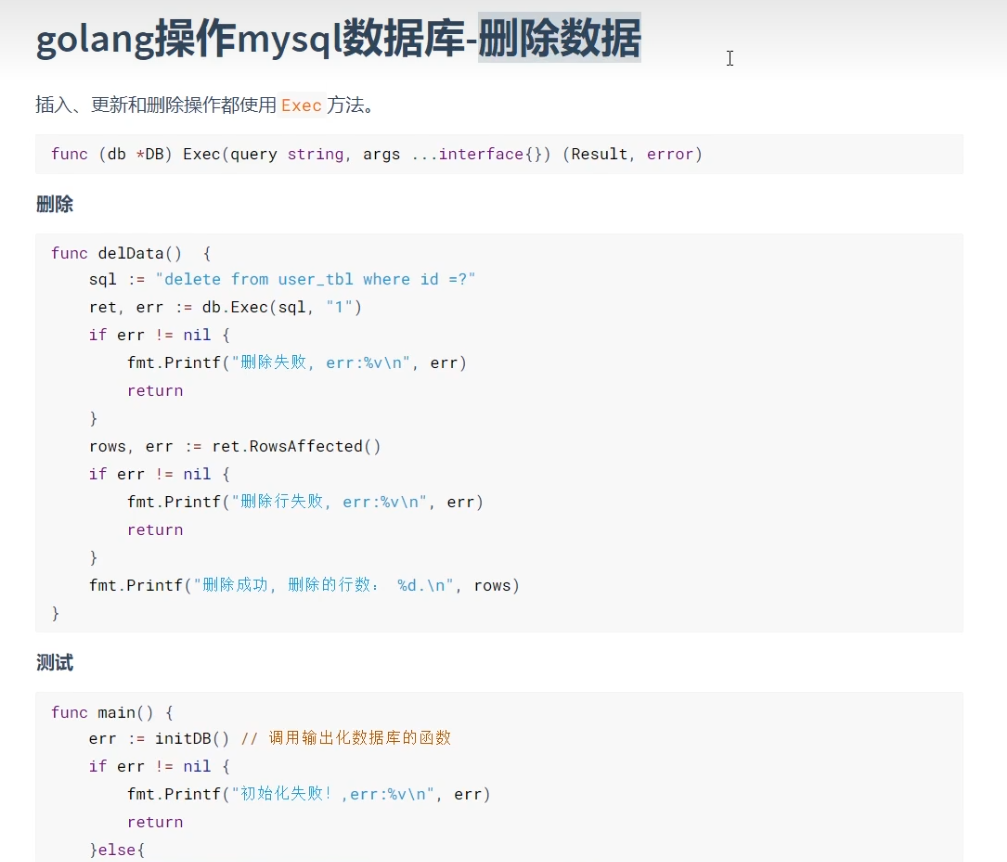 golang操作mysql数据库-删除数据
插入、更新和删除操作都使用 Exec 方法。
func (db *DB) Exec(query string, args ...interface{}) (Result, error)
删除
func delData()  {
    sql := "delete from user_tbl where id =?"
    ret, err := db.Exec(sql, "1")
    if err != nil {
        fmt.Printf("删除失败, err:%v\n", err)
        return
    }
    rows, err := ret.RowsAffected()
    if err != nil {
        fmt.Printf("删除行失败, err:%v\n", err)
        return
    }
    fmt.Printf("删除成功, 删除的行数： %d.\n", rows)
}
测试
func main() {
    err := initDB() // 调用输出化数据库的函数
    if err != nil {
        fmt.Printf("初始化失败！,err:%v\n", err)
        return
    }else{